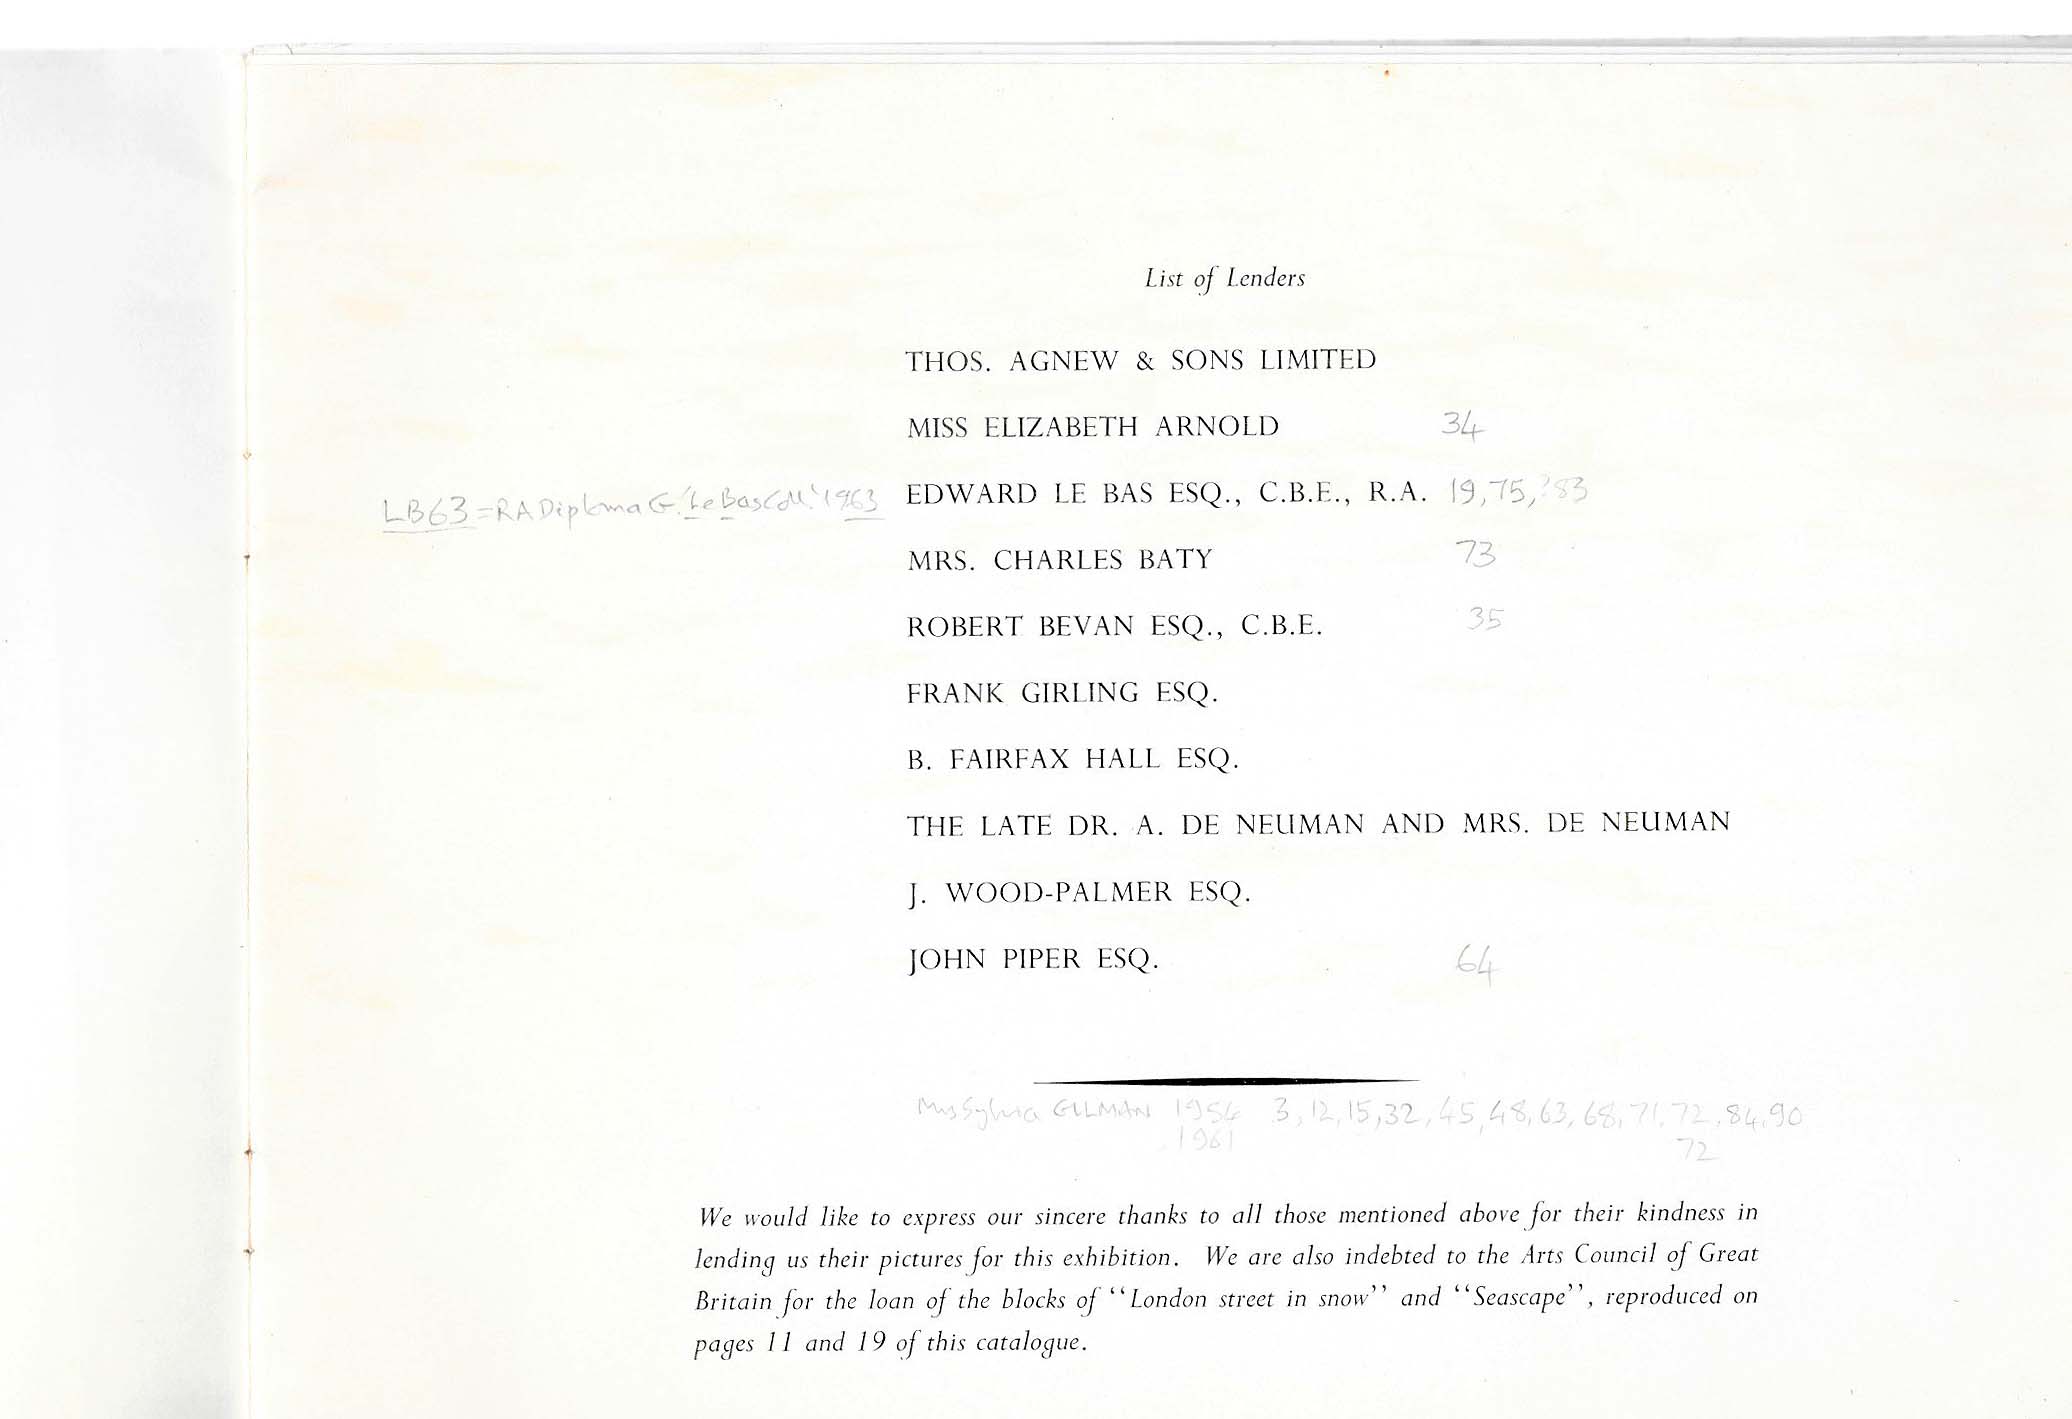 List of Lenders
THOS. AGNEW & SONS LIMITED
MISS ELIZABETH ARNOLD 34
LB63=RA Diploma G. 'Le Bas Coll.' 1963 EDWARD LE BAS ESQ., C.B.E., R.A. 19,75,?83
MRS. CHARLES BATY 73
ROBERT BEVAN ESQ., C.B.E. 35
FRANK GIRLING ESQ.
B. FAIRFAX HALL ESQ.
THE LATE DR. A. DE NEUMAN AND MRS. DE NEUMAN
J. WOOD-PALMER ESQ.
JOHN PIPER ESQ. 64
Mrs Sylvia GILMAN 1954 3,12,15,32,45,48,63,68,71,72,84,90
1961 72
We would like to express our sincere thanks to all those mentioned above for their kindness in
lending us their pictures for this exhibition. We are also indebted to the Arts Council of Great
Britain for the loan of the blocks of "London street in snow" and "Seascape", reproduced on
pages 11 and 19 of this catalogue.